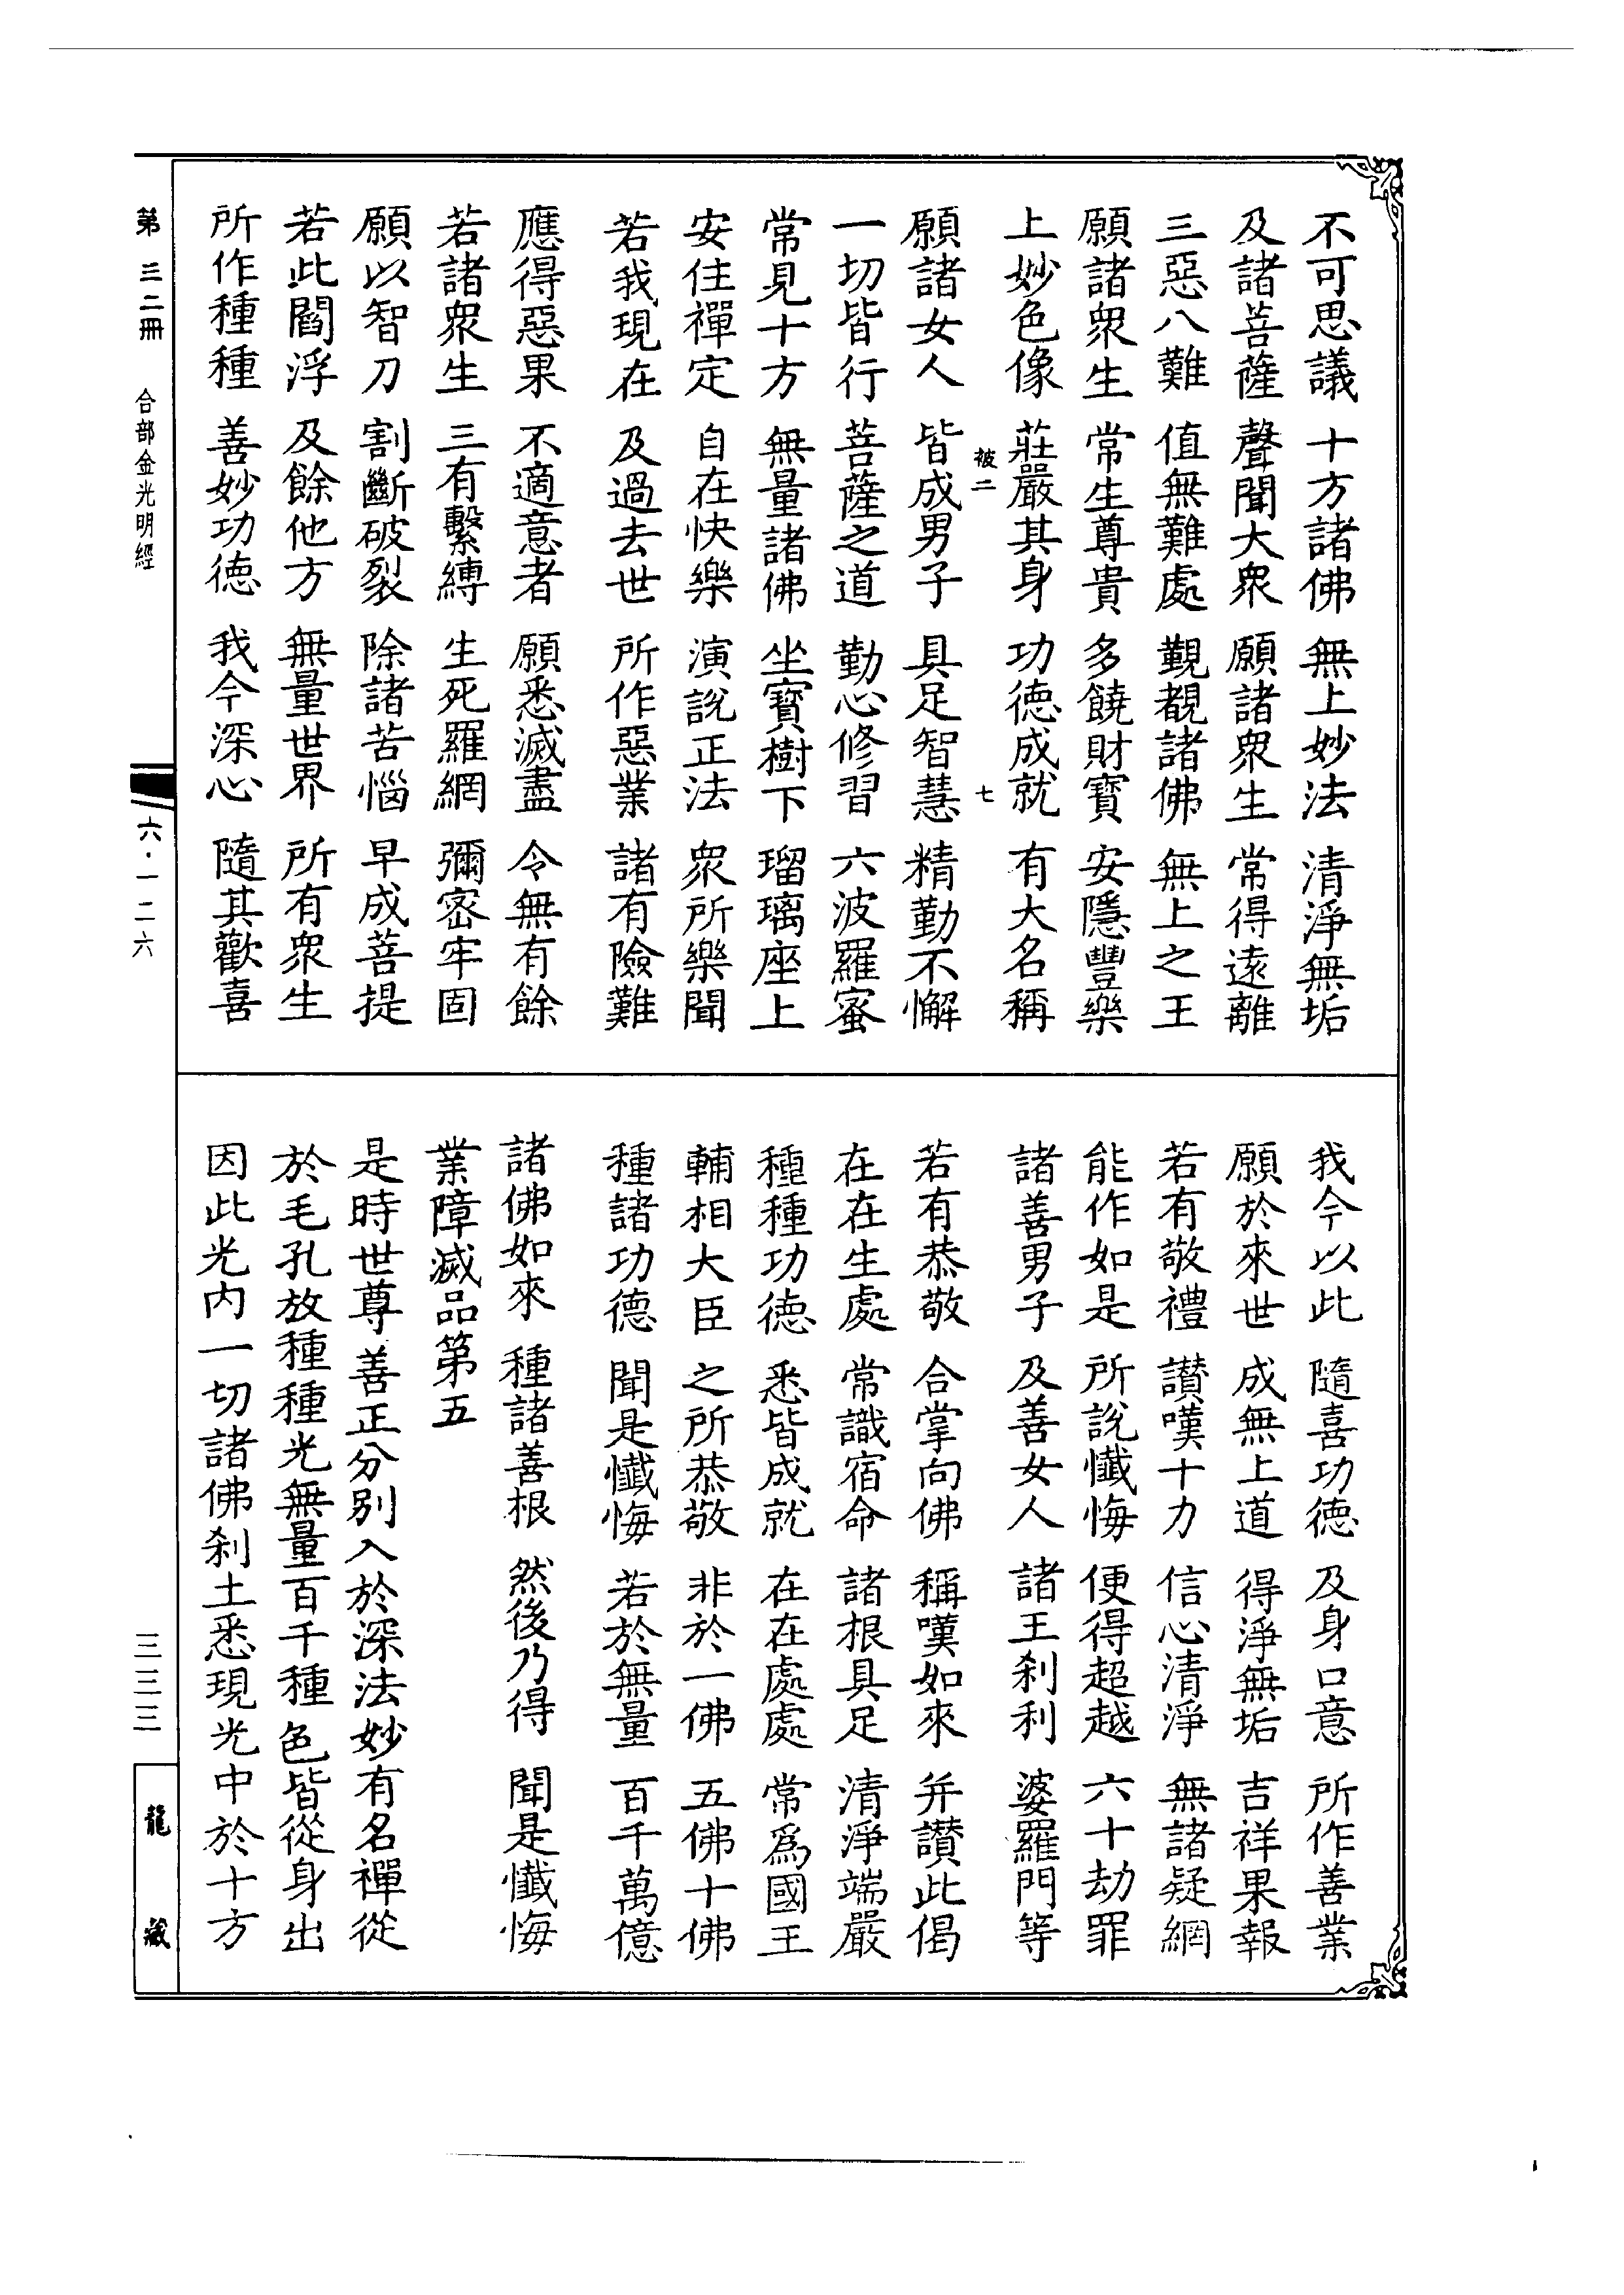 不可思議　十方諸佛　無上妙法　清淨無垢
及諸菩薩　聲聞大衆　願諸衆生　常得遠離
三惡八難　值無難處　覲覩諸佛　無上之王
願諸衆生　常生尊貴　多饒財寶　安隱豐樂
上妙色像　莊嚴其身　功德成就　有大名稱
被二　七
願諸女人　皆成男子　具足智慧　精勤不懈
一切皆行　菩薩之道　勤心修習　六波羅蜜
常見十方　無量諸佛　坐寶樹下　瑠璃座上
安住禪定　自在快樂　演說正法　衆所樂聞
若我現在　及過去世　所作惡業　諸有險難
應得惡果　不適意者　願悉滅盡　令無有餘
若諸衆生　三有繫縛　生死羅網　彌密牢固
願以智刀　割斷破裂　除諸苦惱　早成菩提
若此閻浮　及餘他方　無量世界　所有衆生
所作種種　善妙功德　我今深心　隨其歡喜
我今以此　隨喜功德　及身口意　所作善業
願於來世　成無上道　得淨無垢　吉祥果報
若有敬禮　讃嘆十力　信心清淨　無諸疑網
能作如是　所說懺悔　便得超越　六十劫罪
諸善男子　及善女人　諸王刹利　婆羅門等
若有恭敬　合掌向佛　稱嘆如來　并讃此偈
在在生處　常識宿命　諸根具足　清淨端嚴
種種功德　悉皆成就　在在處處　常爲國王
輔相大臣　之所恭敬　非於一佛　五佛十佛
種諸功德　聞是懺悔　若於無量　百千萬億
諸佛如來　種諸善根　然後乃得　聞是懺悔
業障滅品第五
是時世尊善正分別入於深法妙有名禪從
於毛孔放種種光無量百千種色皆從身出
因此光内一切諸佛刹土悉現光中於十方
第三二冊　合部金光明經　六·一二六　三三三　龍藏